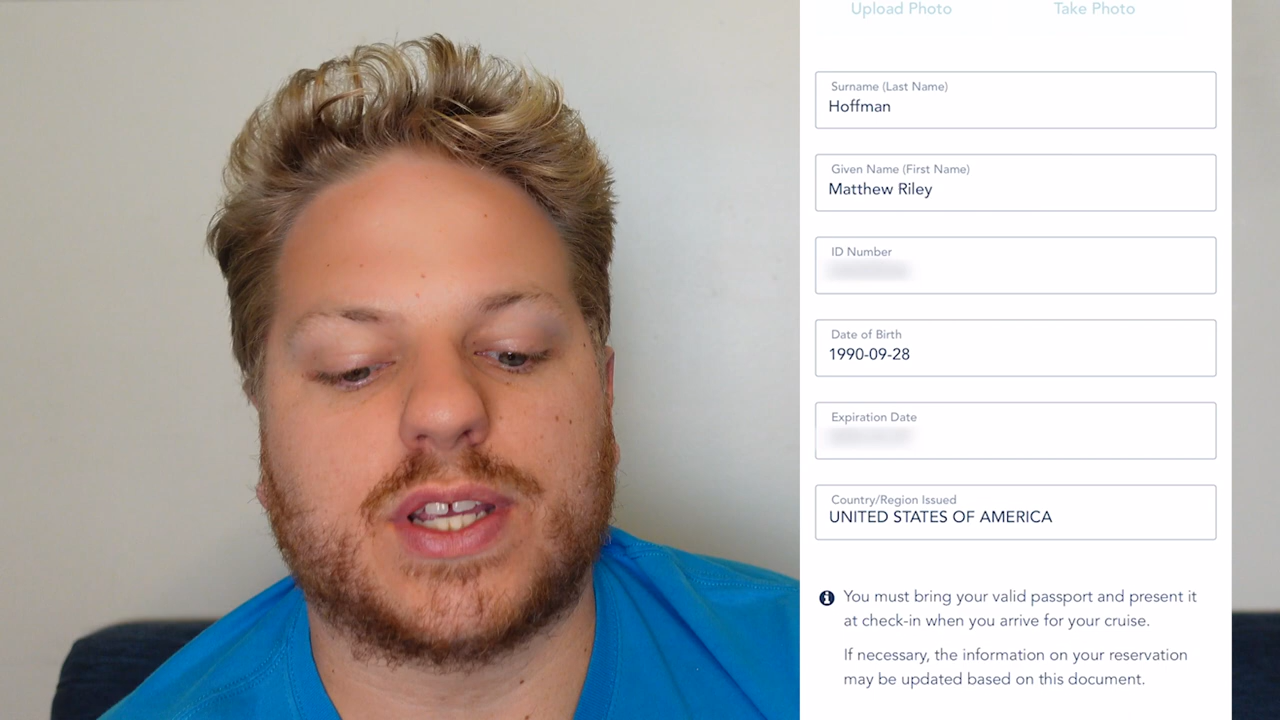 Upload Photo Take Photo
Surname (Last Name)
Hoffman
Given Name (First Name)
Matthew Riley
ID Number
Date of Birth
1990-09-28
Expiration Date
Country/Region Issued
UNITED STATES OF AMERICA
You must bring your valid passport and present it
at check-in when you arrive for your cruise.
If necessary, the information on your reservation
may be updated based on this document.